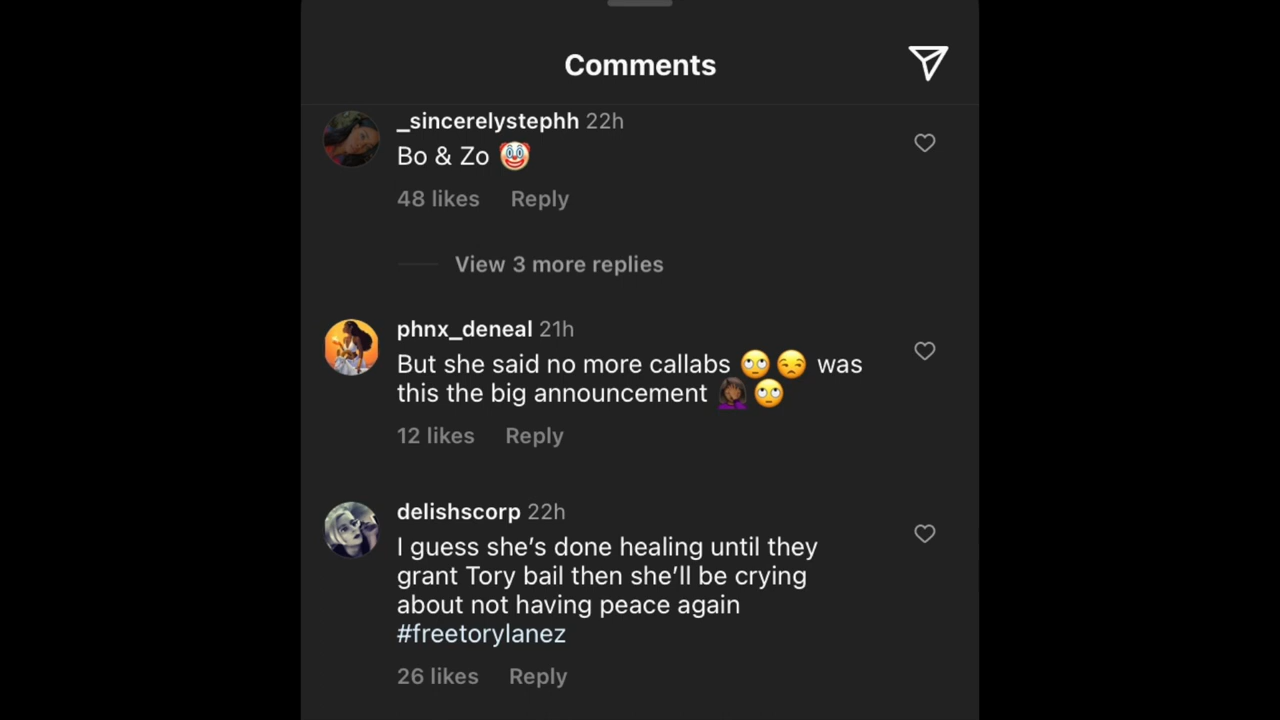 Comments
_sincerelystephh 22h
Bo & Zo 🤡
48 likes Reply
View 3 more replies
phnx_deneal 21h
But she said no more callabs 🙄😒 was
this the big announcement 🤦🏾‍♀️🙄
12 likes Reply
delishscorp 22h
I guess she’s done healing until they
grant Tory bail then she’ll be crying
about not having peace again
#freetorylanez
26 likes Reply